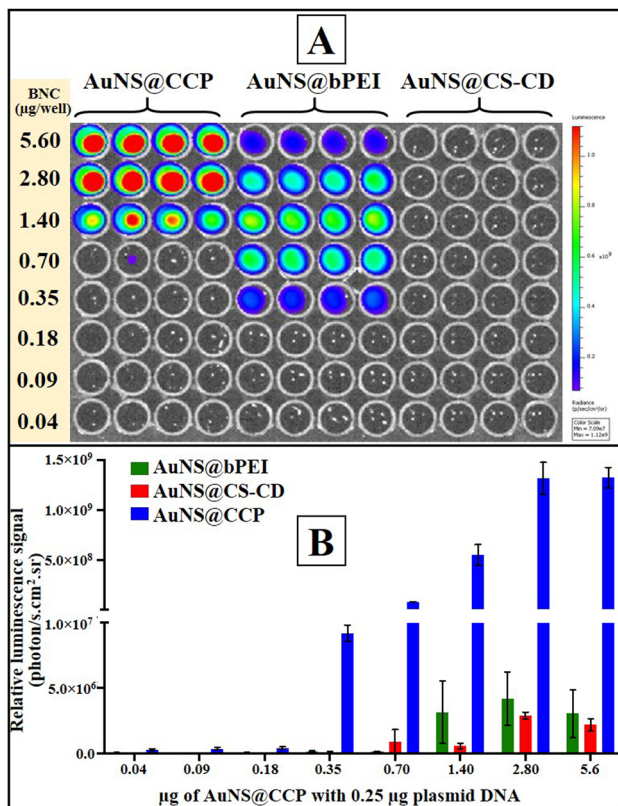 A
BNC
(µg/well)
AuNS@CCP AuNS@bPEI AuNS@CS-CD
5.60
2.80
1.40
0.70
0.35
0.18
0.09
0.04
Luminescence
1.0
0.8
0.6
x10⁹
0.4
0.2
Radiance
(p/sec/cm²/sr)
Color Scale
Min = 7.09e7
Max = 1.12e9
B
AuNS@bPEI
AuNS@CS-CD
AuNS@CCP
Relative luminescence signal
(photon/s.cm².sr)
1.5×10⁹
1.0×10⁹
5.0×10⁸
1.0×10⁷
5.0×10⁶
0.0
0.04 0.09 0.18 0.35 0.70 1.40 2.80 5.6
µg of AuNS@CCP with 0.25 µg plasmid DNA